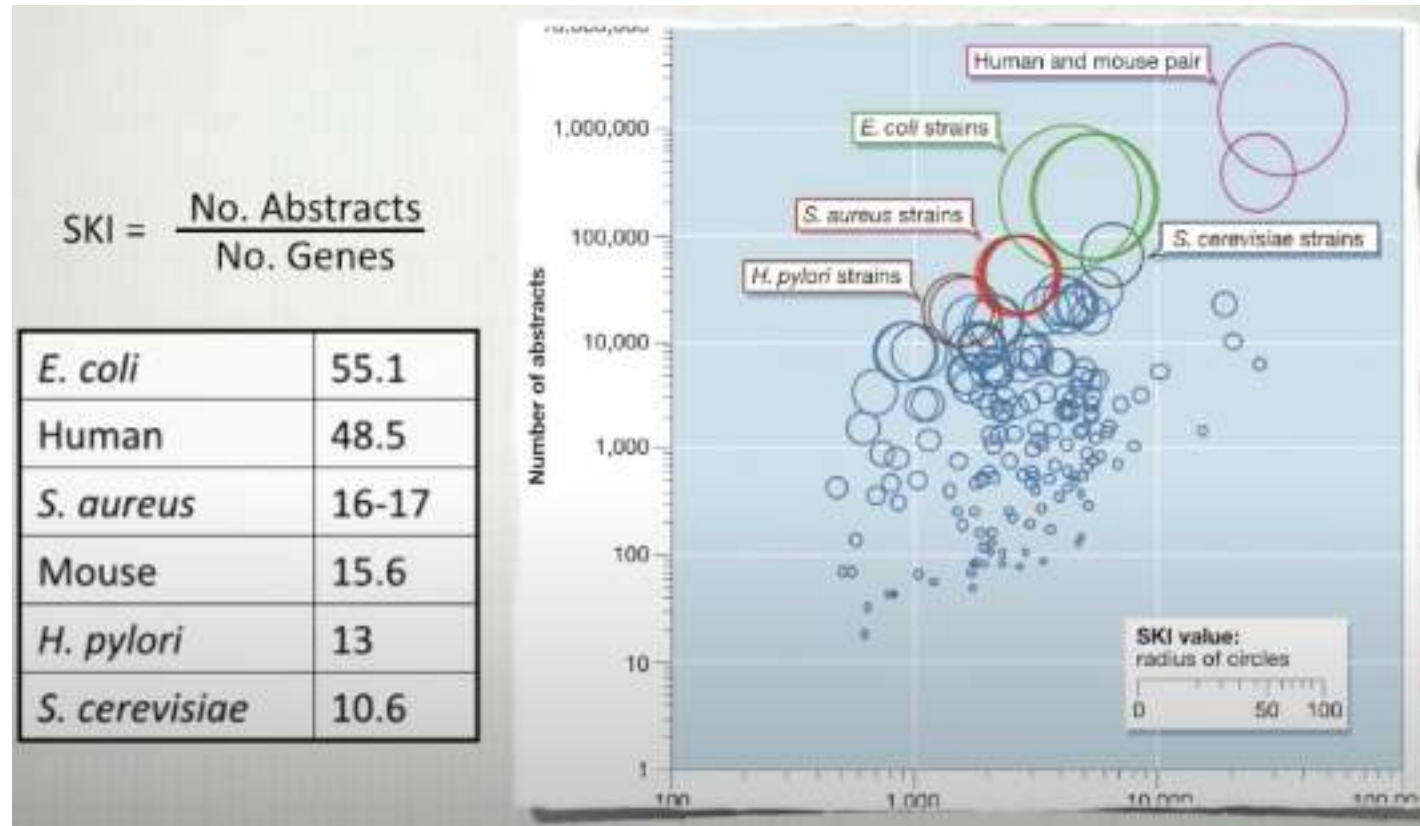 SKI = No. Abstracts
No. Genes
E. coli 55.1
Human 48.5
S. aureus 16-17
Mouse 15.6
H. pylori 13
S. cerevisiae 10.6
Human and mouse pair
E. coli strains
S. aureus strains
S. cerevisiae strains
H. pylori strains
Number of abstracts
1,000,000
100,000
10,000
1,000
100
10
1
SKI value:
radius of circles
0 50 100
100 1,000 10,000